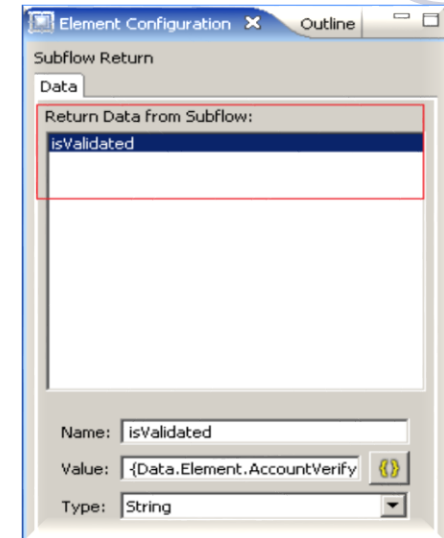 Element Configuration Outline
Subflow Return
Data
Return Data from Subflow:
isValidated
Name: isValidated
Value: {Data.Element.AccountVerify {}
Type: String